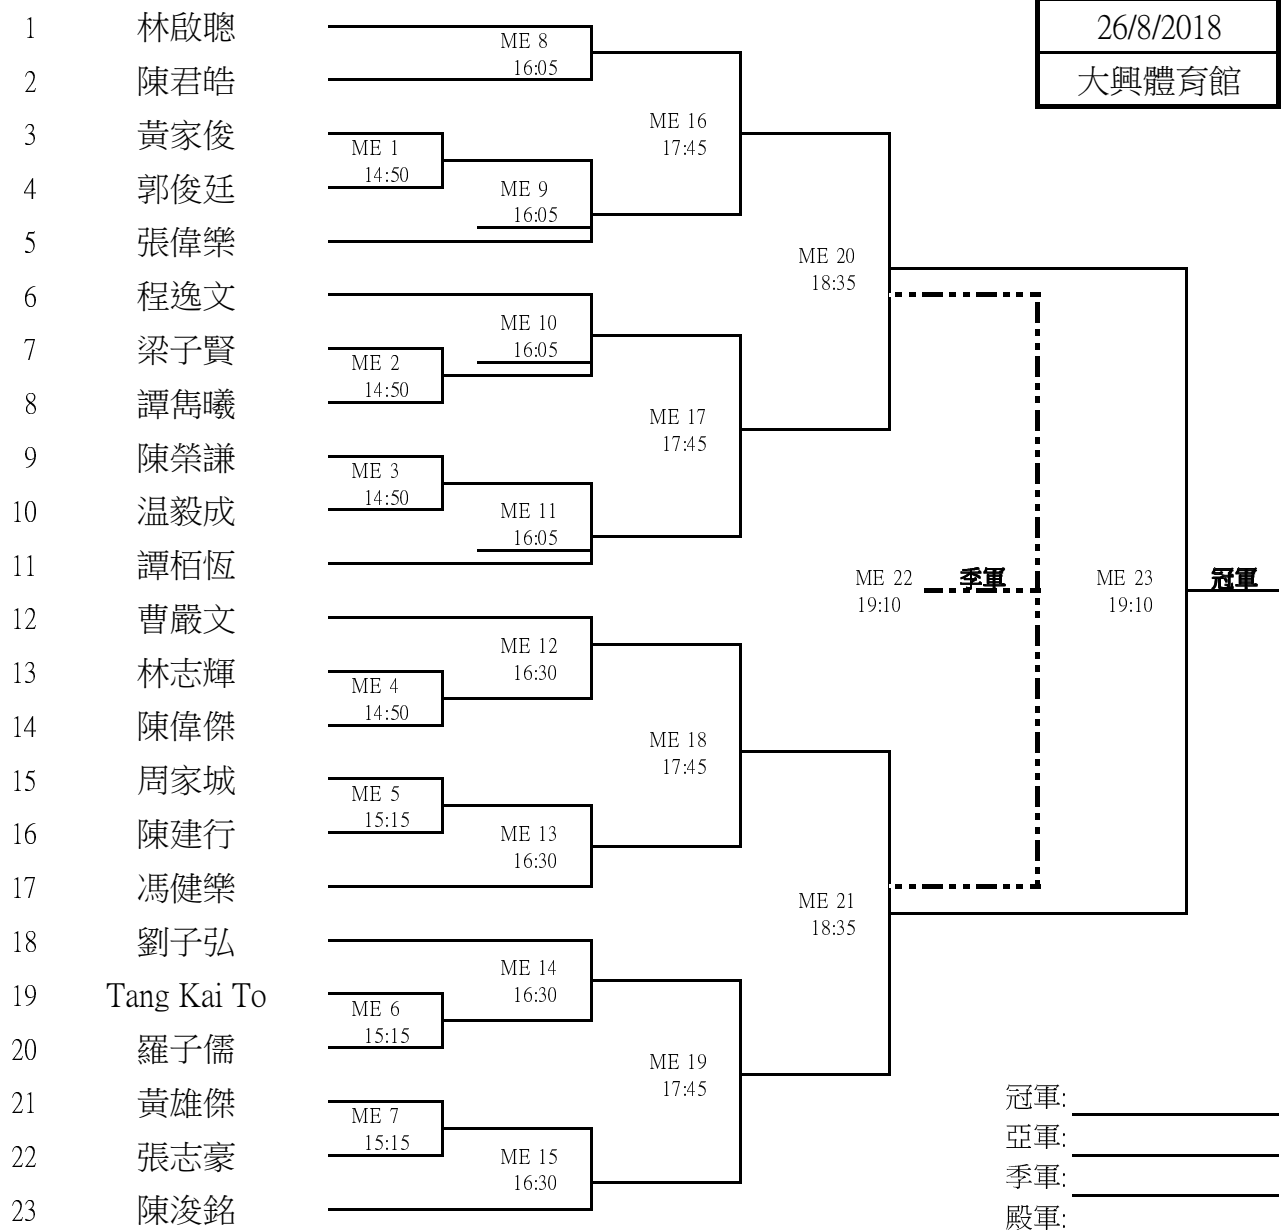 26/8/2018
大興體育館
1 林啟聰
2 陳君皓
3 黃家俊
4 郭俊廷
5 張偉樂
6 程逸文
7 梁子賢
8 譚雋曦
9 陳榮謙
10 温毅成
11 譚栢恆
12 曹嚴文
13 林志輝
14 陳偉傑
15 周家城
16 陳建行
17 馮健樂
18 劉子弘
19 Tang Kai To
20 羅子儒
21 黃雄傑
22 張志豪
23 陳浚銘
ME 1
14:50
ME 2
14:50
ME 3
14:50
ME 4
14:50
ME 5
15:15
ME 6
15:15
ME 7
15:15
ME 8
16:05
ME 9
16:05
ME 10
16:05
ME 11
16:05
ME 12
16:30
ME 13
16:30
ME 14
16:30
ME 15
16:30
ME 16
17:45
ME 17
17:45
ME 18
17:45
ME 19
17:45
ME 20
18:35
ME 21
18:35
ME 22
19:10
季軍
ME 23
19:10
冠軍
冠軍:
亞軍:
季軍:
殿軍: